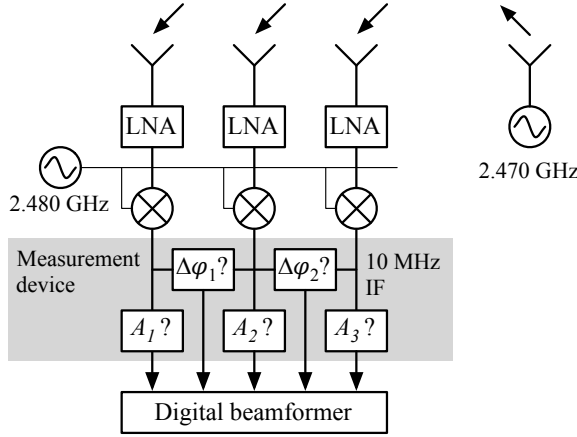 LNA LNA LNA
2.480 GHz
2.470 GHz
Measurement
device
Δφ1?
Δφ2?
10 MHz
IF
A1?
A2?
A3?
Digital beamformer